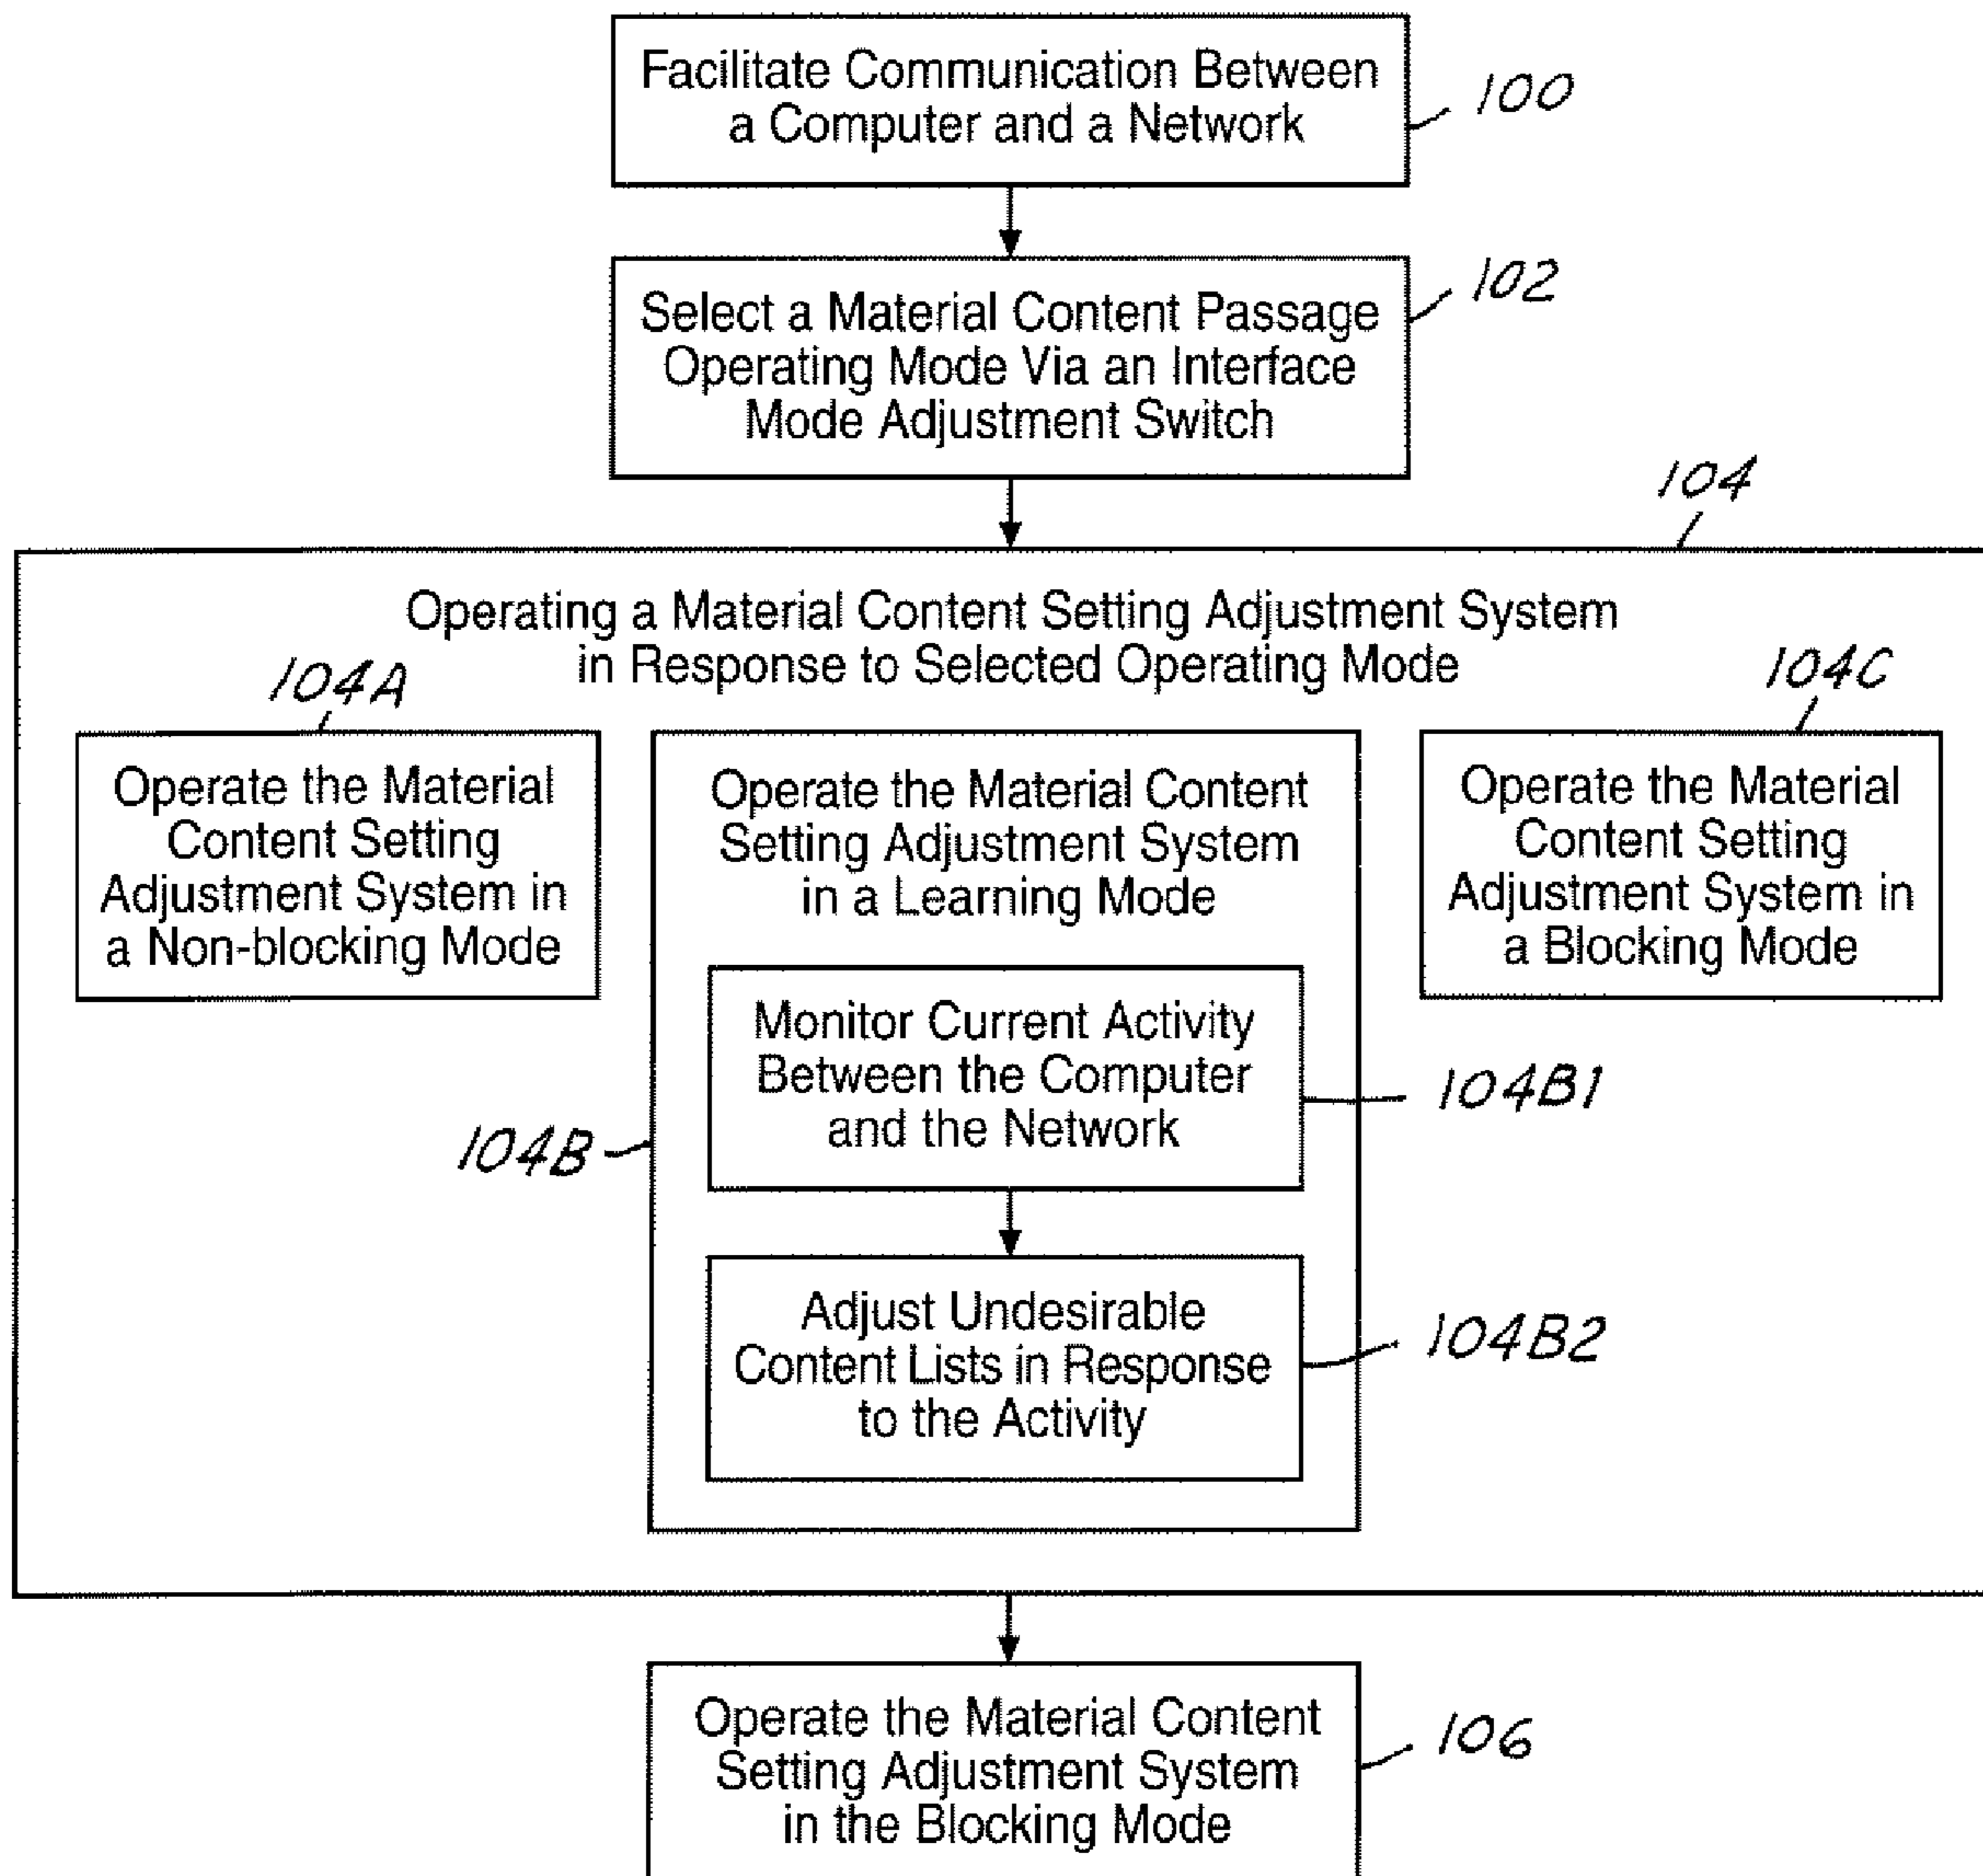 Facilitate Communication Between
a Computer and a Network
100
Select a Material Content Passage
Operating Mode Via an Interface
Mode Adjustment Switch
102
104
Operating a Material Content Setting Adjustment System
in Response to Selected Operating Mode
104A
104C
Operate the Material
Content Setting
Adjustment System in
a Non-blocking Mode
Operate the Material Content
Setting Adjustment System
in a Learning Mode
Operate the Material
Content Setting
Adjustment System in
a Blocking Mode
Monitor Current Activity
Between the Computer
and the Network
104B1
104B
Adjust Undesirable
Content Lists in Response
to the Activity
104B2
Operate the Material Content
Setting Adjustment System
in the Blocking Mode
106